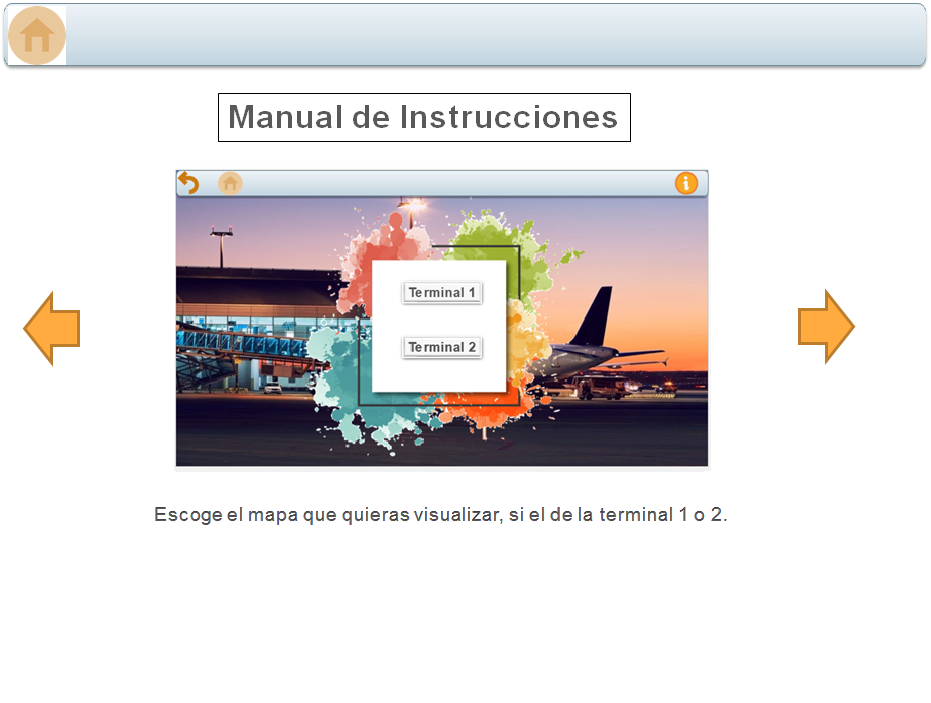 Manual de Instrucciones
Terminal 1
Terminal 2
Escoge el mapa que quieras visualizar, si el de la terminal 1 o 2.